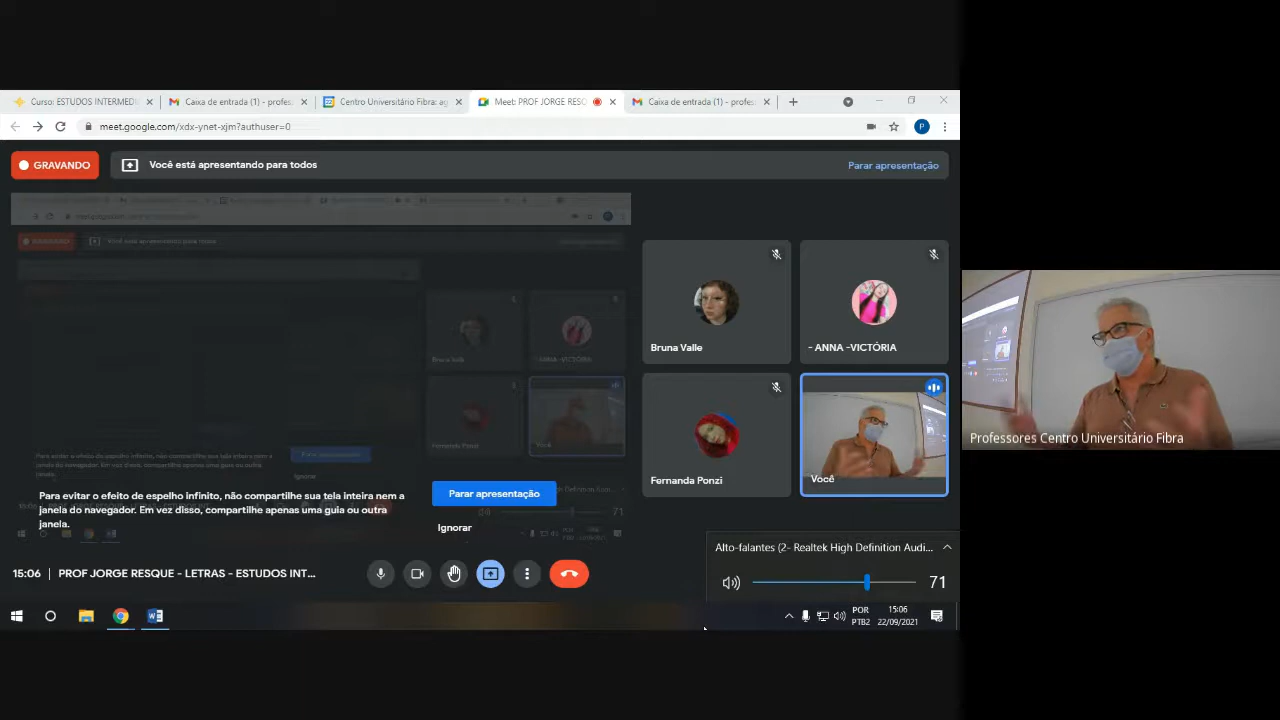 Curso: ESTUDOS INTERMED
Caixa de entrada (1) - profes
Centro Universitário Fibra: ag
Meet: PROF JORGE RESC
Caixa de entrada (1) - profes
meet.google.com/xdx-ynet-xjm?authuser=0
P
GRAVANDO
Você está apresentando para todos
Parar apresentação
Bruna Valle
- ANNA -VICTÓRIA
Fernanda Ponzi
Você
Professores Centro Universitário Fibra
Para evitar o efeito de espelho infinito, não compartilhe sua tela inteira nem a
janela do navegador. Em vez disso, compartilhe apenas uma guia ou outra
janela.
Parar apresentação
Ignorar
Alto-falantes (2- Realtek High Definition Audi...
71
15:06 | PROF JORGE RESQUE - LETRAS - ESTUDOS INT...
POR
PTB2
15:06
22/09/2021